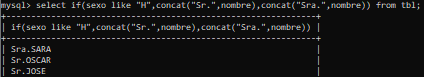 mysql> select if(sexo like "H",concat("Sr.",nombre),concat("Sra.",nombre)) from tbl;
+------------------------------------------------------------+
| if(sexo like "H",concat("Sr.",nombre),concat("Sra.",nombre)) |
+------------------------------------------------------------+
| Sra.SARA |
| Sr.OSCAR |
| Sr.JOSE |